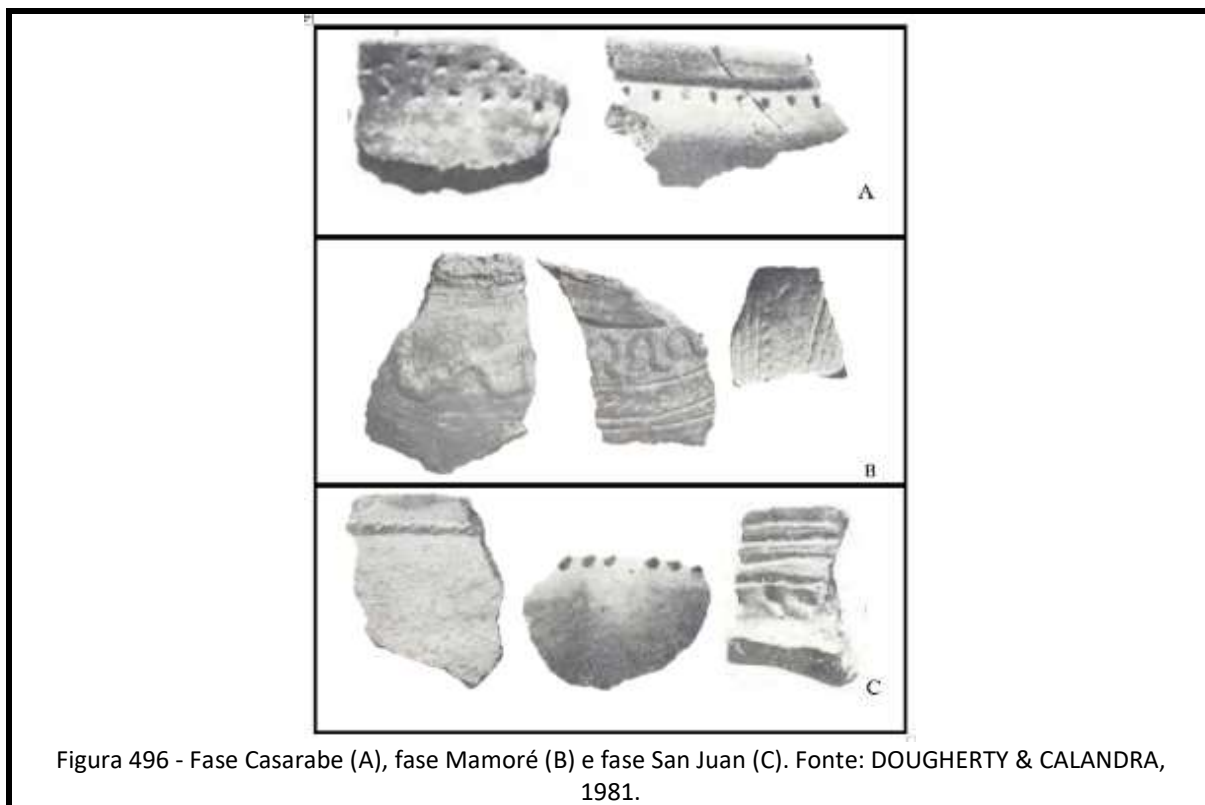 A
B
C
Figura 496 - Fase Casarabe (A), fase Mamoré (B) e fase San Juan (C). Fonte: DOUGHERTY & CALANDRA,
1981.